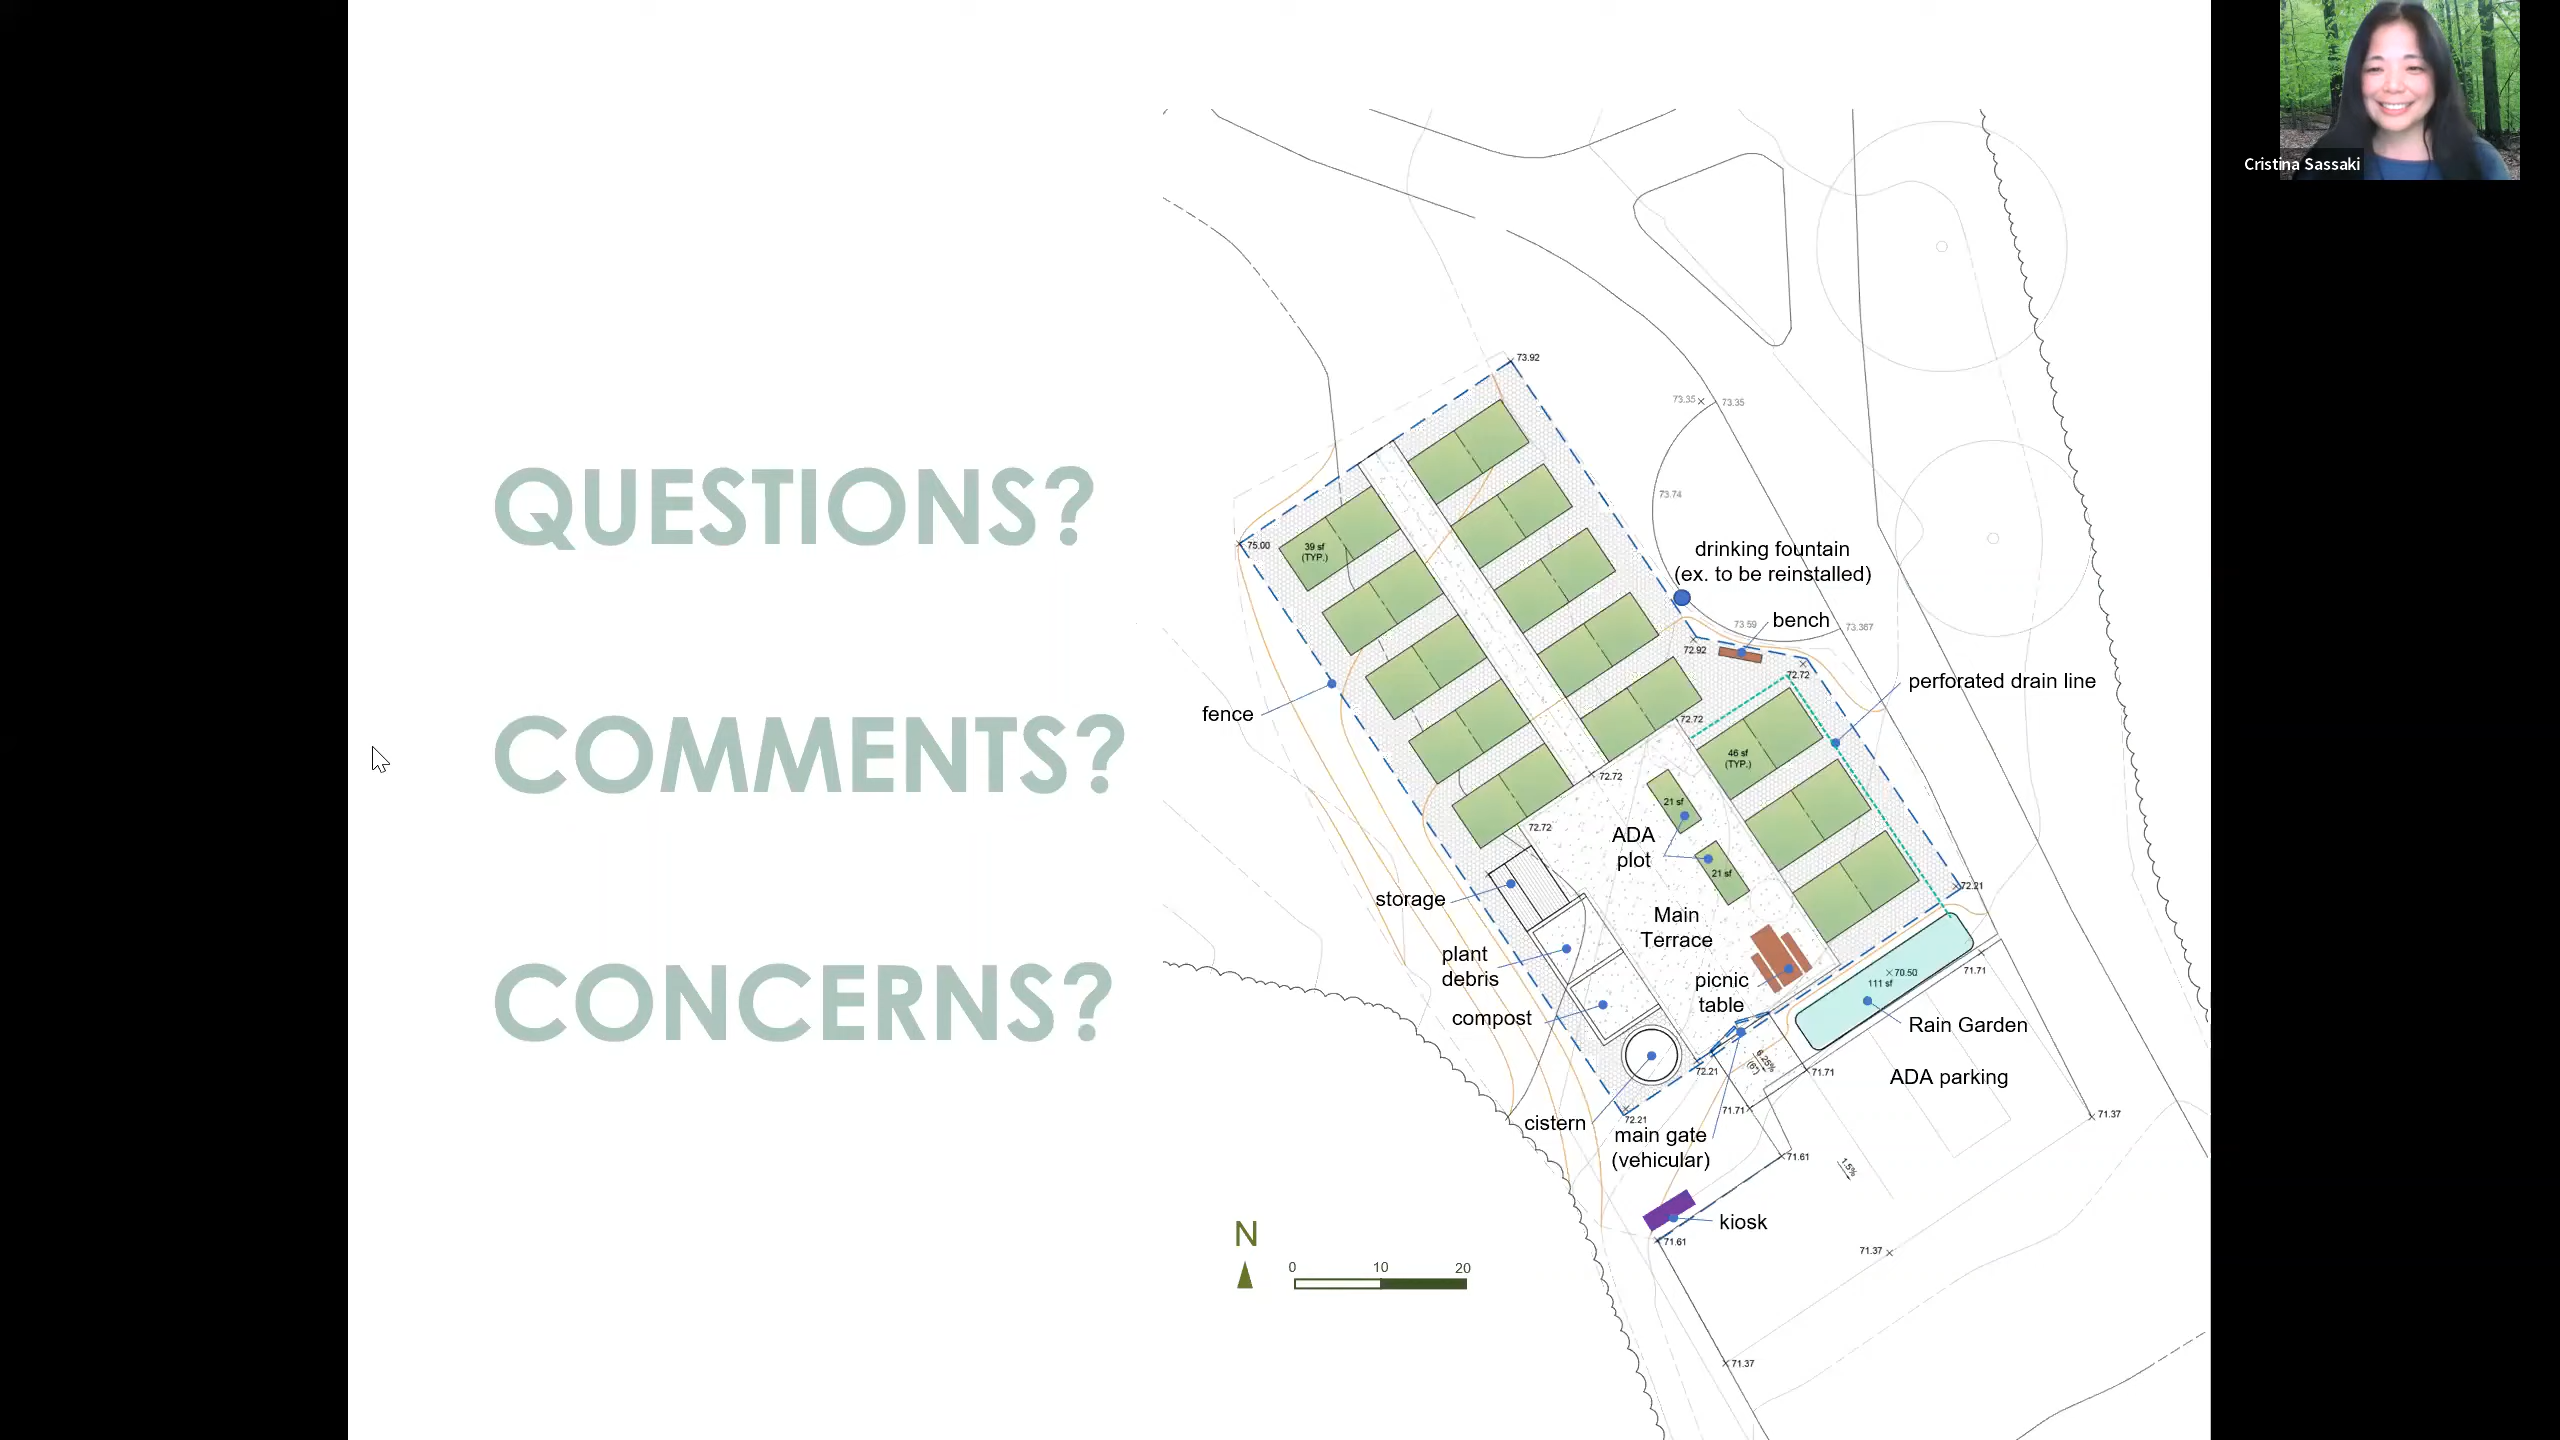 Cristina Sassaki
QUESTIONS?
COMMENTS?
CONCERNS?
73.92
73.35
73.35
73.74
75.00
39 sf
(TYP.)
drinking fountain
(ex. to be reinstalled)
73.59
bench
73.367
72.92
72.72
perforated drain line
fence
72.72
46 sf
(TYP.)
72.72
21 sf
72.72
ADA
plot
21 sf
72.21
storage
Main
Terrace
plant
debris
picnic
table
70.50
111 sf
71.71
compost
Rain Garden
6.25%
(6")
72.21
71.71
ADA parking
71.71
72.21
cistern
71.37
main gate
(vehicular)
71.61
1.5%
kiosk
71.61
71.37
N
0
10
20
71.37